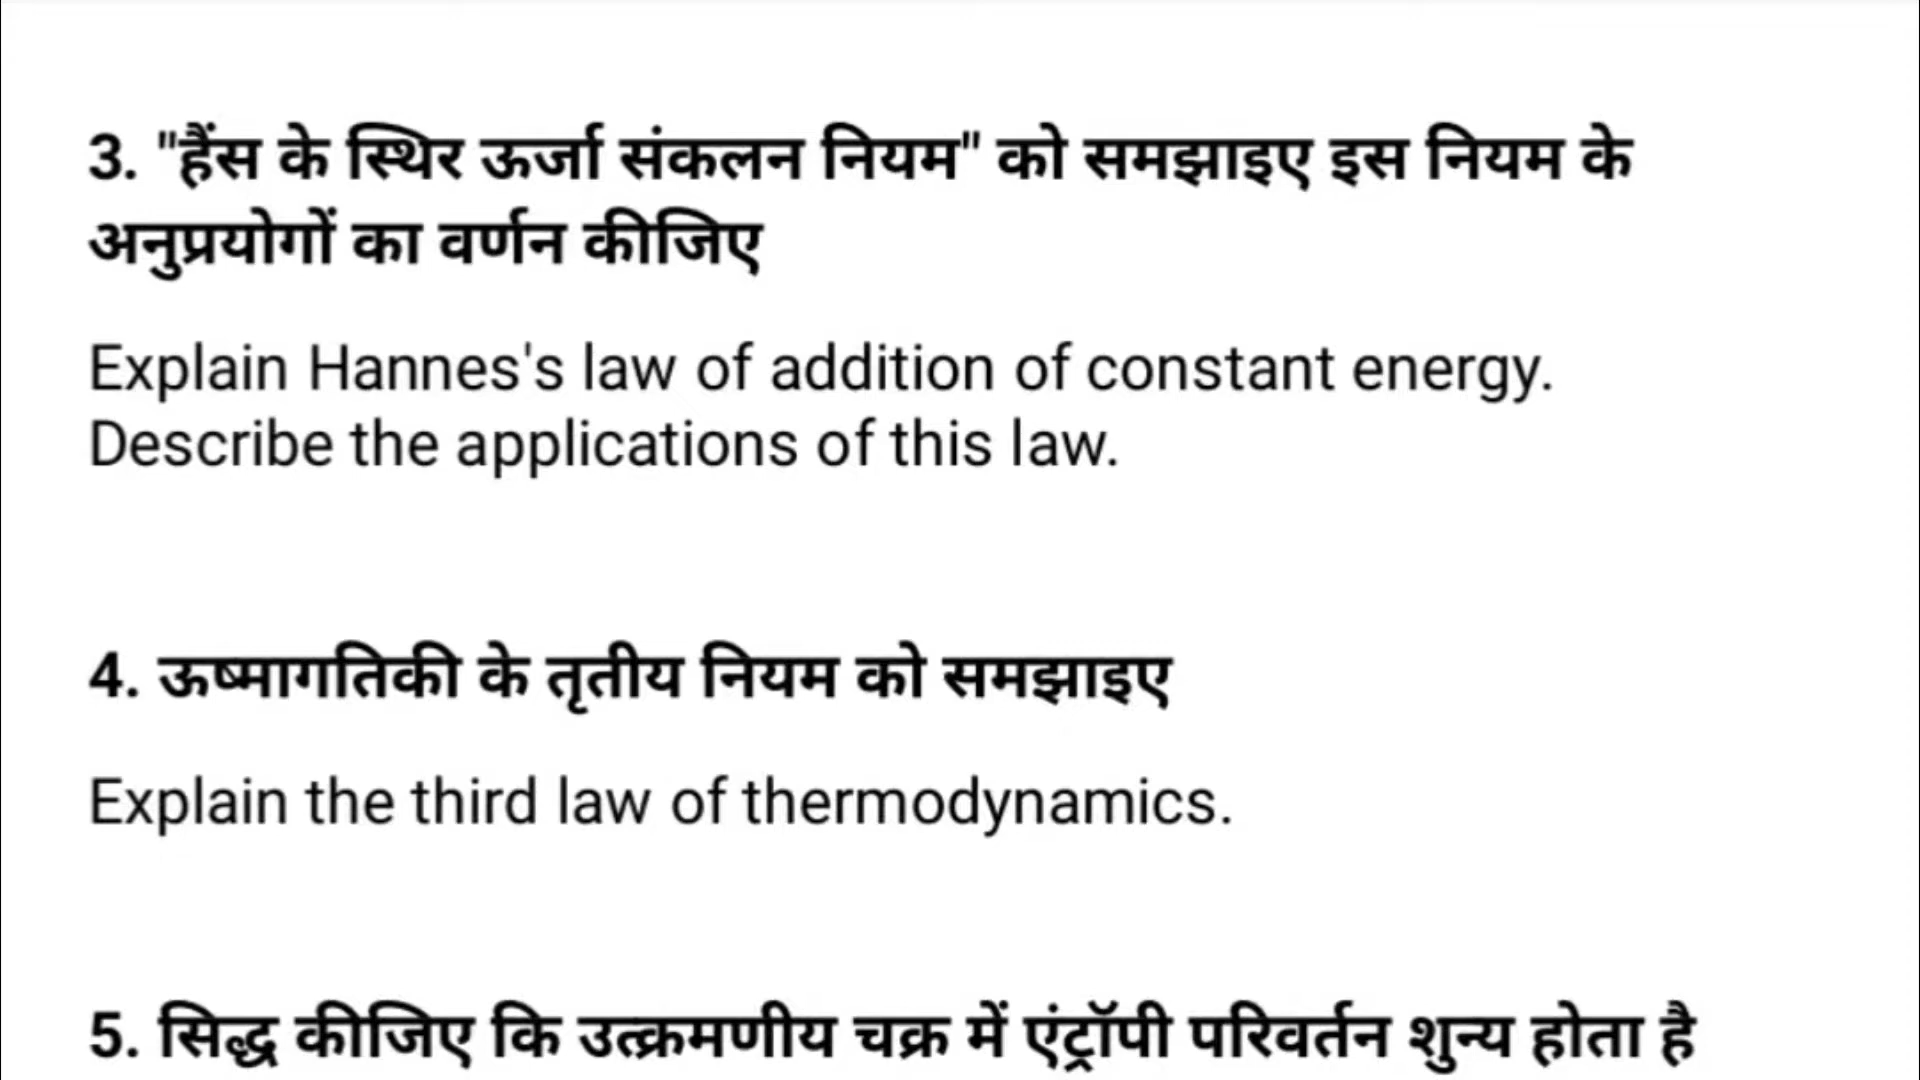 3. "हैंस के स्थिर ऊर्जा संकलन नियम" को समझाइए इस नियम के
अनुप्रयोगों का वर्णन कीजिए
Explain Hannes's law of addition of constant energy.
Describe the applications of this law.
4. ऊष्मागतिकी के तृतीय नियम को समझाइए
Explain the third law of thermodynamics.
5. सिद्ध कीजिए कि उत्क्रमणीय चक्र में एंट्रॉपी परिवर्तन शुन्य होता है